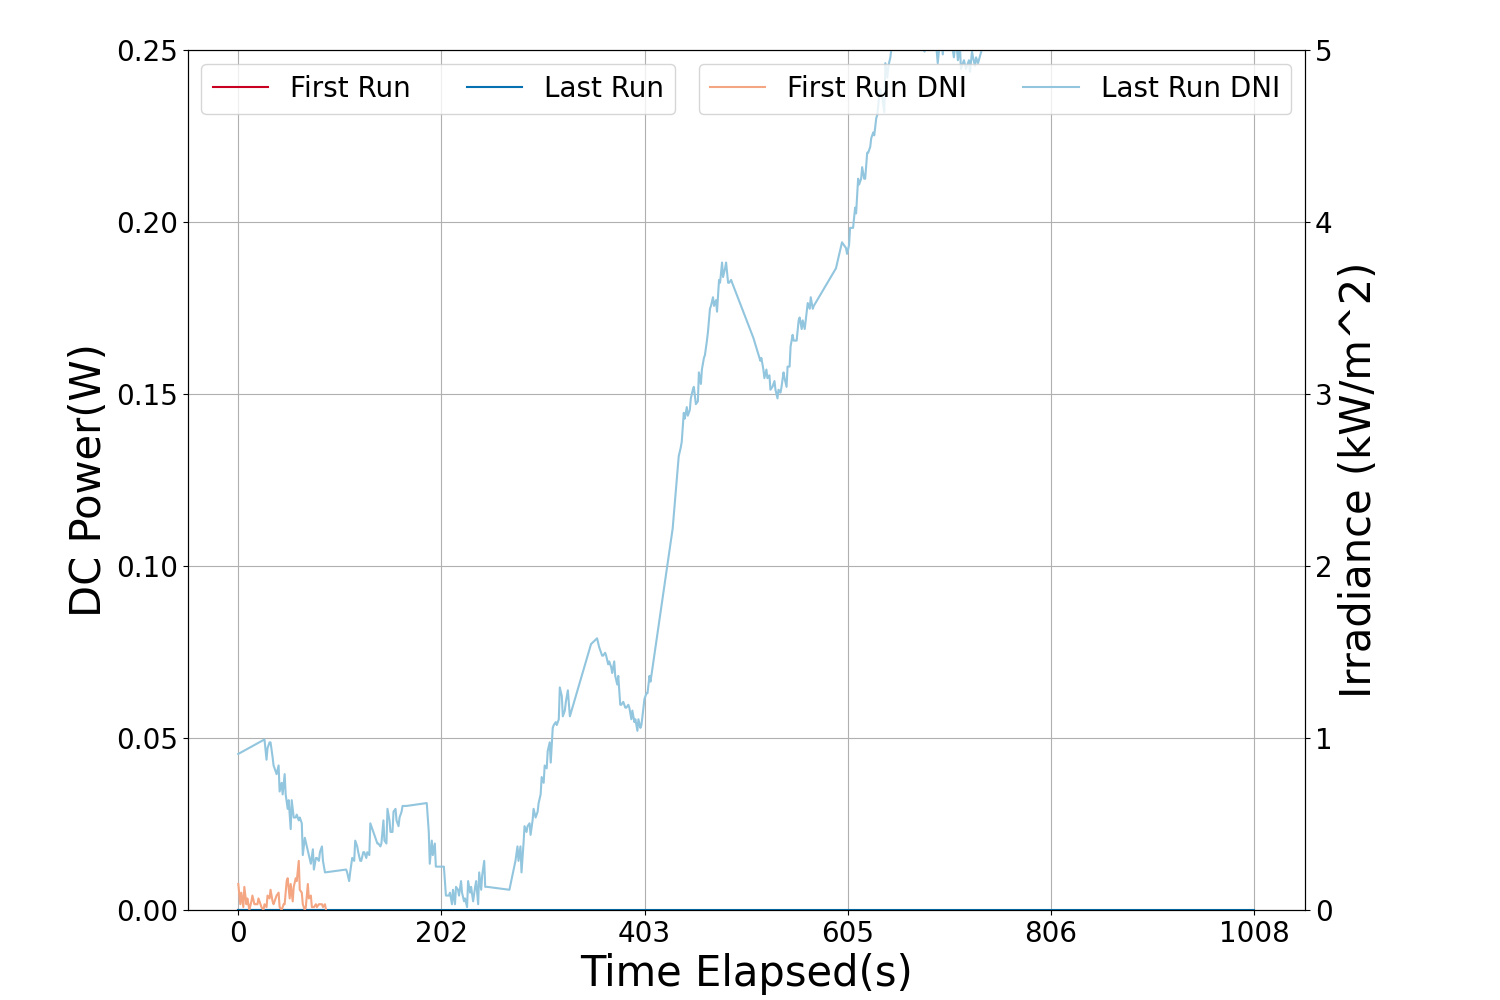 First Run Last Run First Run DNI Last Run DNI
DC Power(W)
0.25
0.20
0.15
0.10
0.05
0.00
5
4
3
2
1
0
Irradiance (kW/m^2)
0 202 403 605 806 1008
Time Elapsed(s)